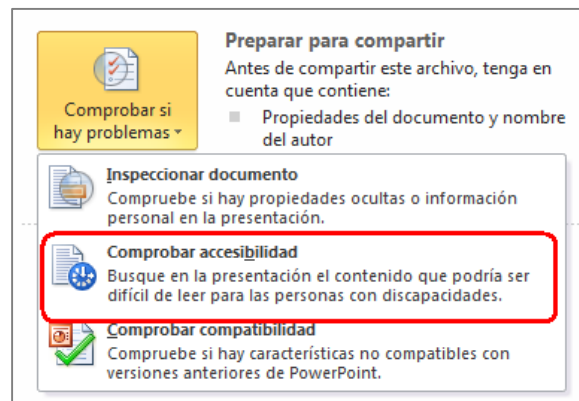 Preparar para compartir
Antes de compartir este archivo, tenga en
cuenta que contiene:
Propiedades del documento y nombre
del autor
Comprobar si
hay problemas
Inspeccionar documento
Compruebe si hay propiedades ocultas o información
personal en la presentación.
Comprobar accesibilidad
Busque en la presentación el contenido que podría ser
difícil de leer para las personas con discapacidades.
Comprobar compatibilidad
Compruebe si hay características no compatibles con
versiones anteriores de PowerPoint.